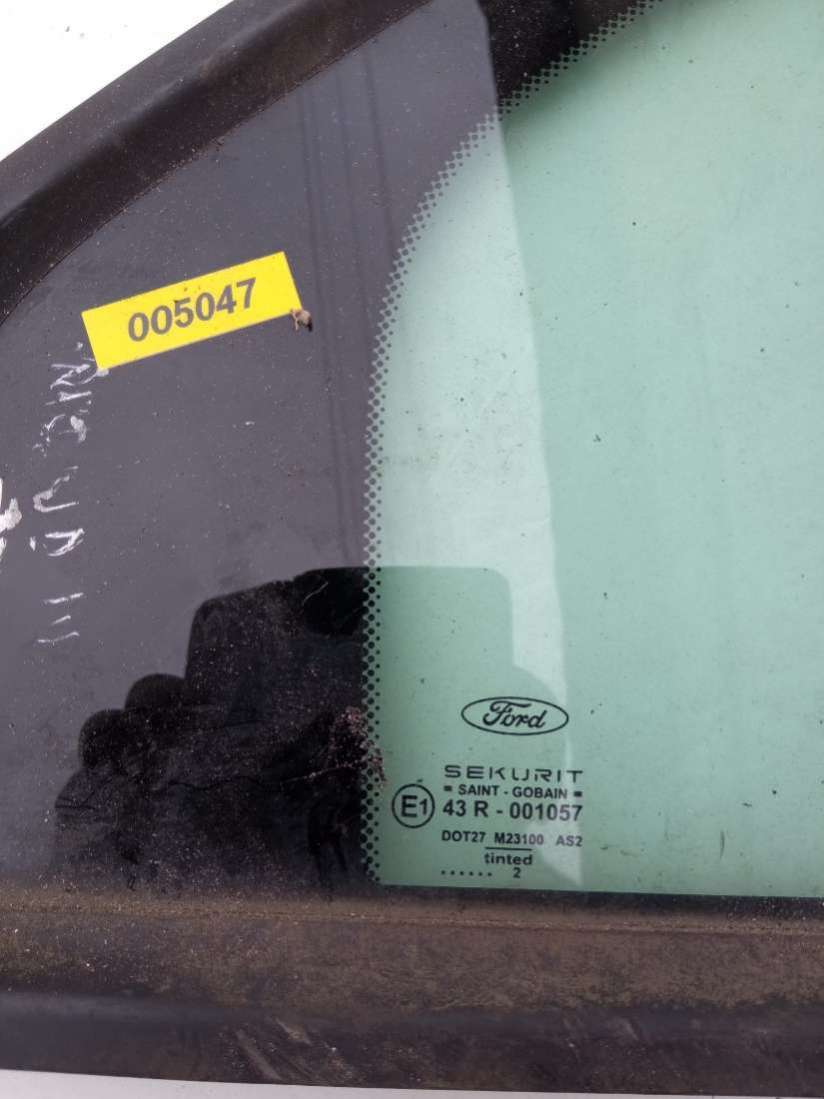 005047
Ford
SEKURIT
SAINT - GOBAIN
E1 43 R - 001057
DOT27 M23100 AS2
tinted
2